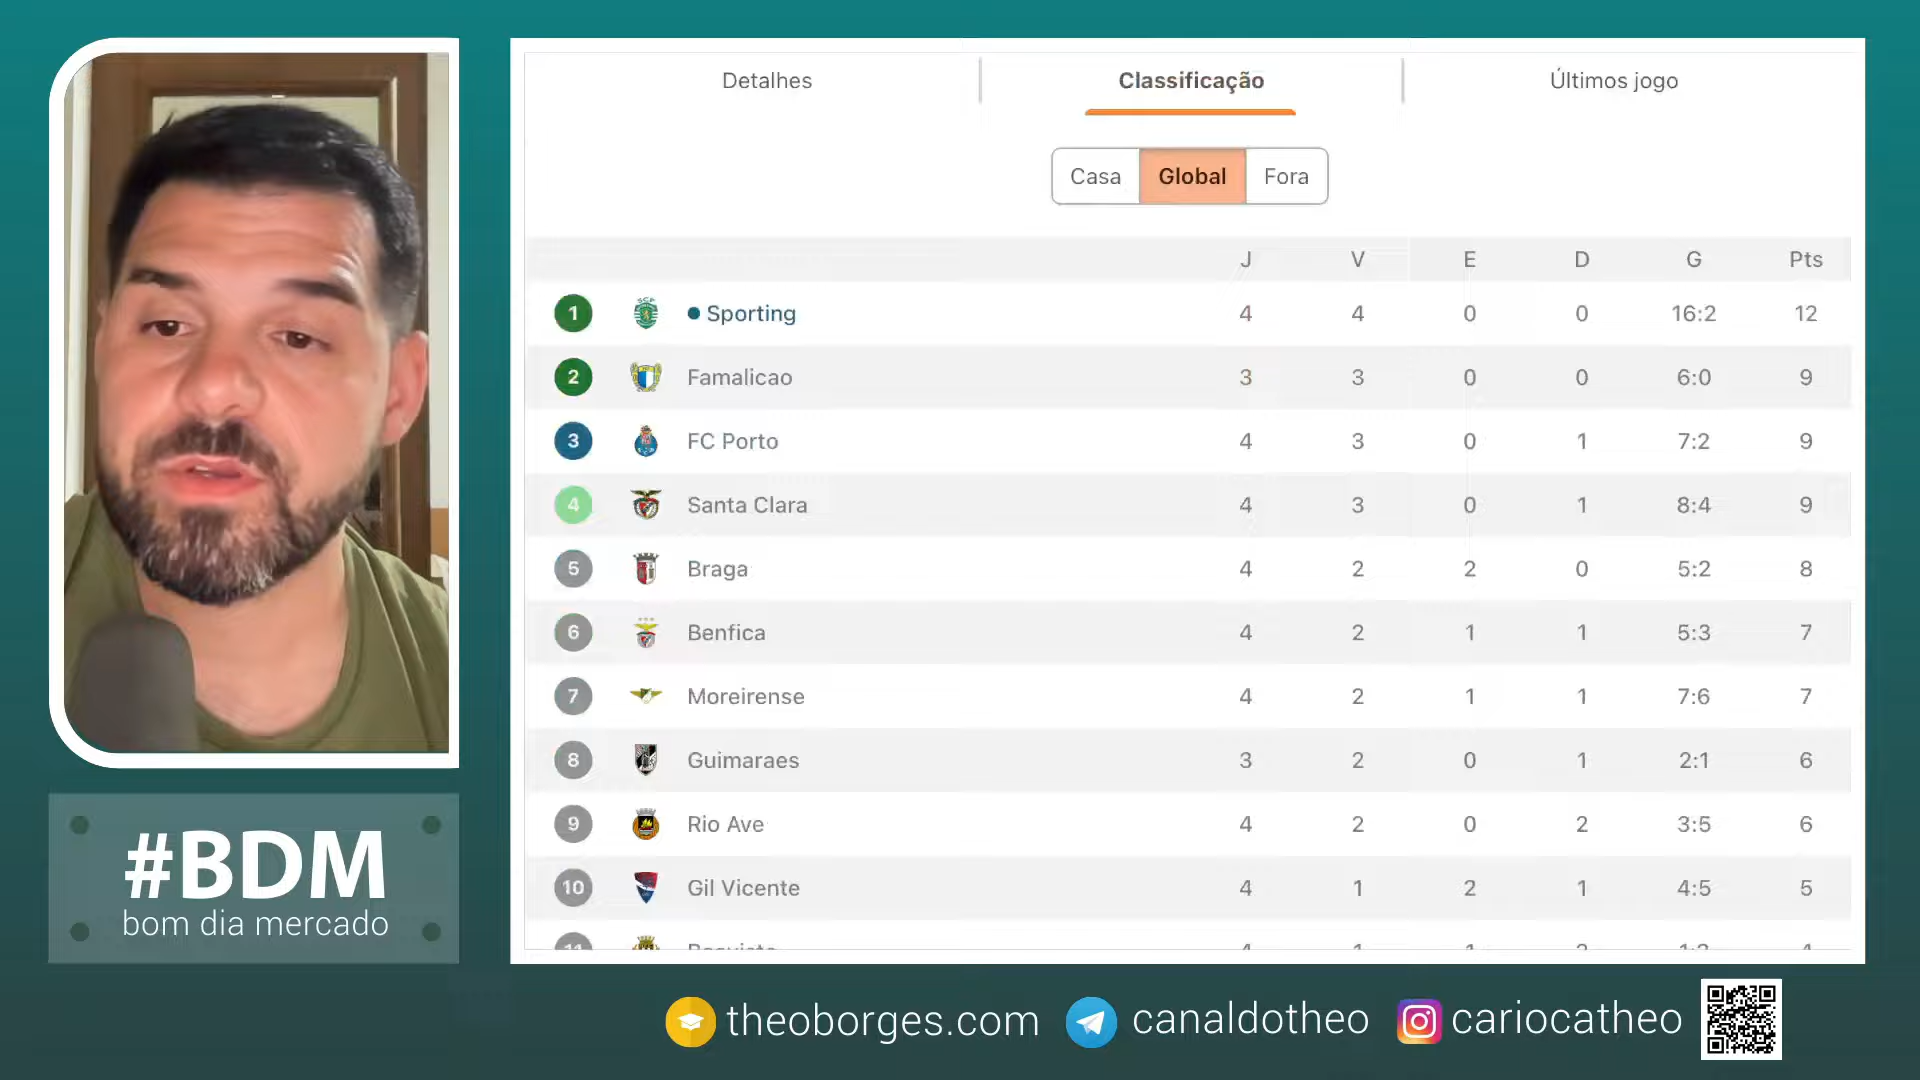 Detalhes
Classificação
Últimos jogo
Casa
Global
Fora
J V E D G Pts
1 Sporting 4 4 0 0 16:2 12
2 Famalicao 3 3 0 0 6:0 9
3 FC Porto 4 3 0 1 7:2 9
4 Santa Clara 4 3 0 1 8:4 9
5 Braga 4 2 2 0 5:2 8
6 Benfica 4 2 1 1 5:3 7
7 Moreirense 4 2 1 1 7:6 7
8 Guimaraes 3 2 0 1 2:1 6
9 Rio Ave 4 2 0 2 3:5 6
10 Gil Vicente 4 1 2 1 4:5 5
#BDM
bom dia mercado
theoborges.com
canaldotheo
cariocatheo